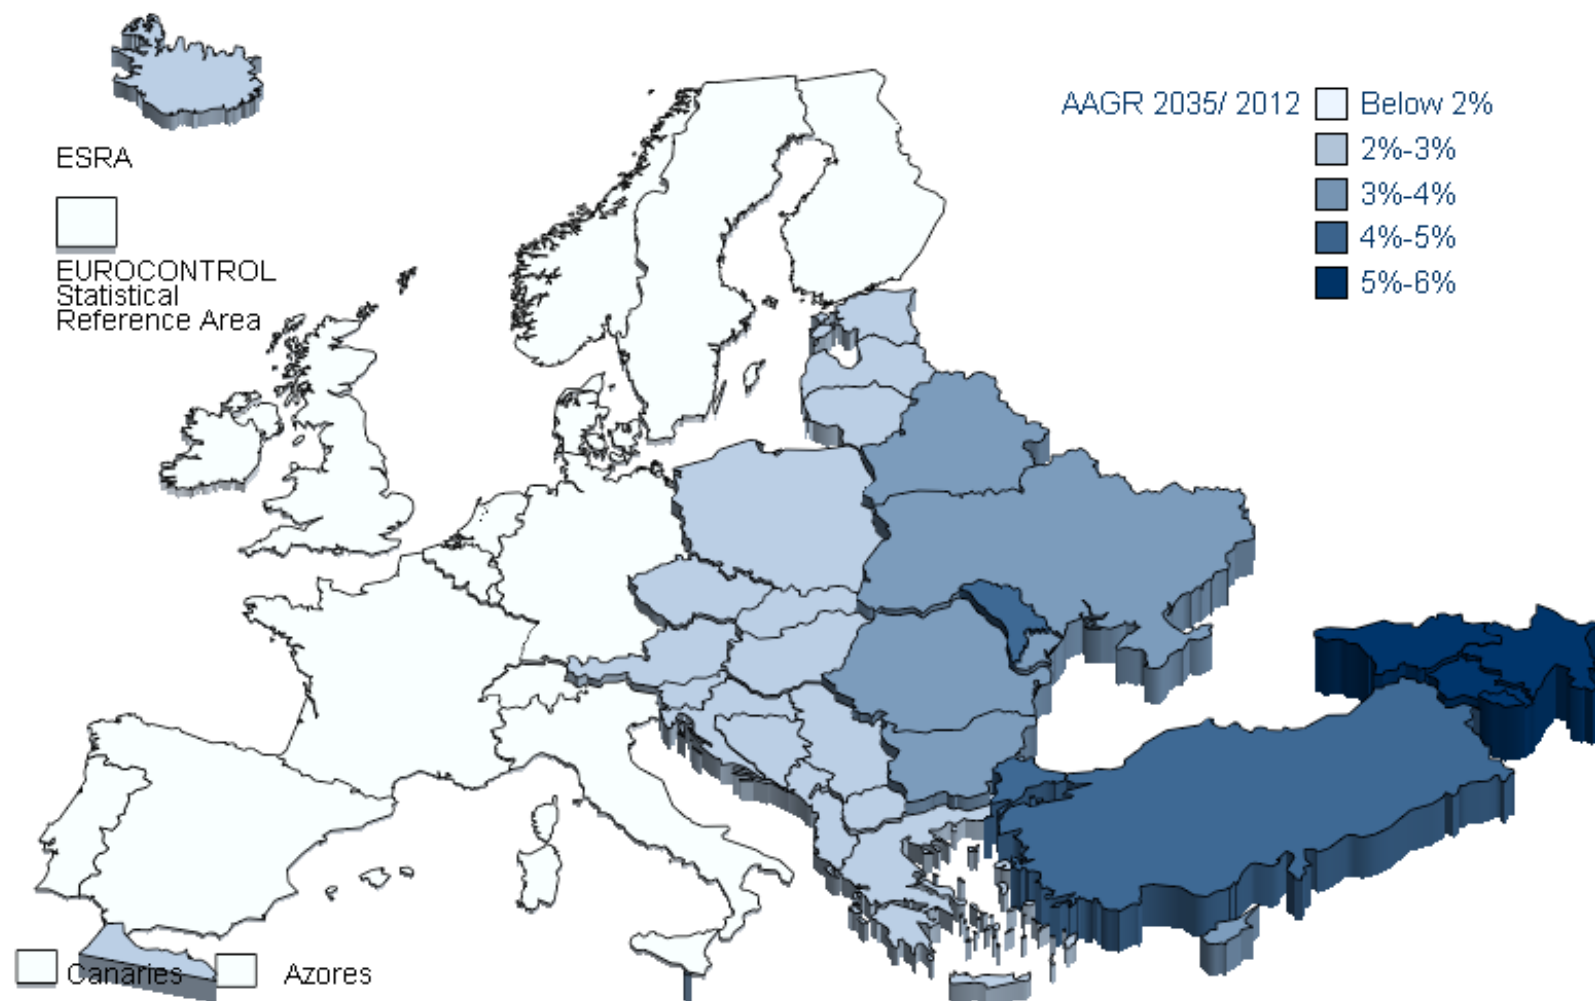 AAGR 2035/ 2012
Below 2%
2%-3%
3%-4%
4%-5%
5%-6%
ESRA
EUROCONTROL
Statistical
Reference Area
Canaries
Azores